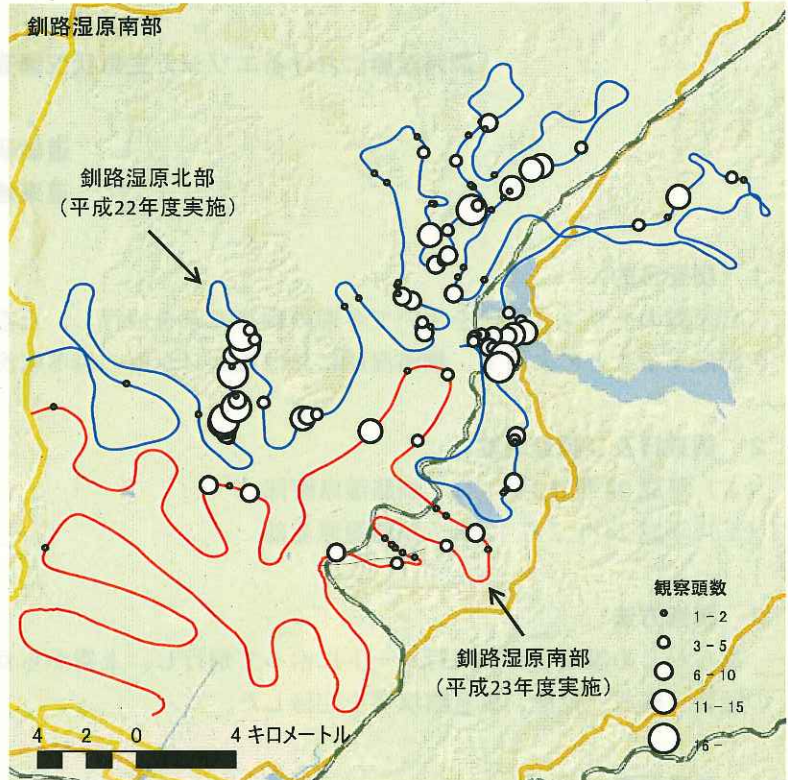 釧路湿原南部
釧路湿原北部
(平成22年度実施)
観察頭数
1 - 2
3 - 5
6 - 10
11 - 15
16 -
釧路湿原南部
(平成23年度実施)
4 2 0 4 キロメートル